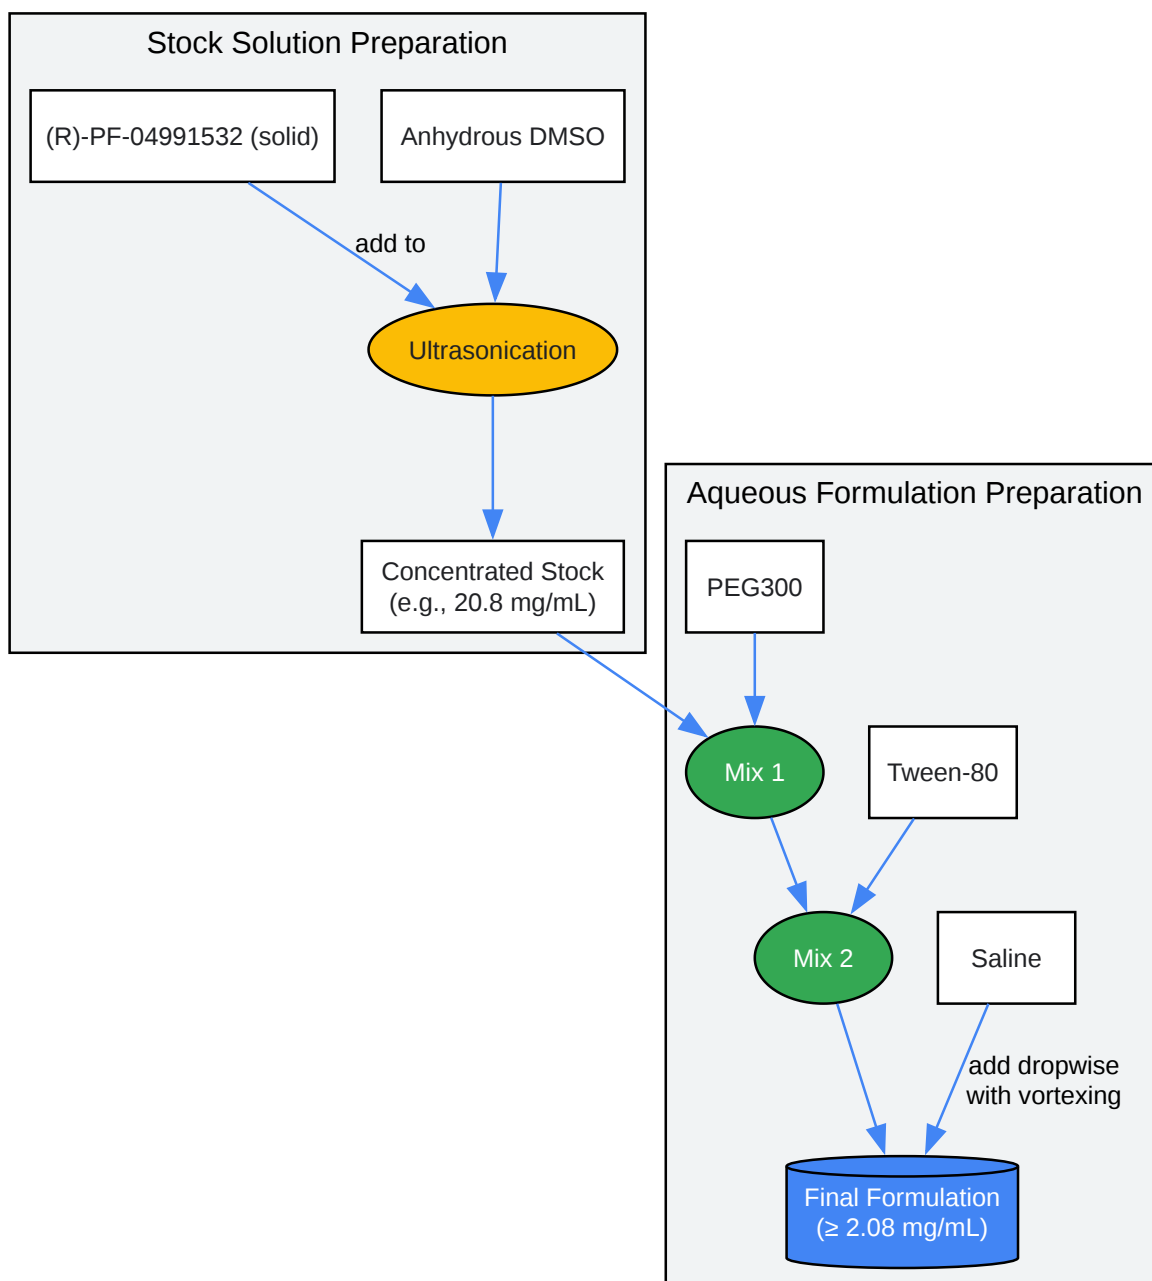 Stock Solution Preparation
(R)-PF-04991532 (solid)
Anhydrous DMSO
add to
Ultrasonication
Concentrated Stock
(e.g., 20.8 mg/mL)
Aqueous Formulation Preparation
PEG300
Mix 1
Tween-80
Mix 2
Saline
add dropwise
with vortexing
Final Formulation
(≥ 2.08 mg/mL)